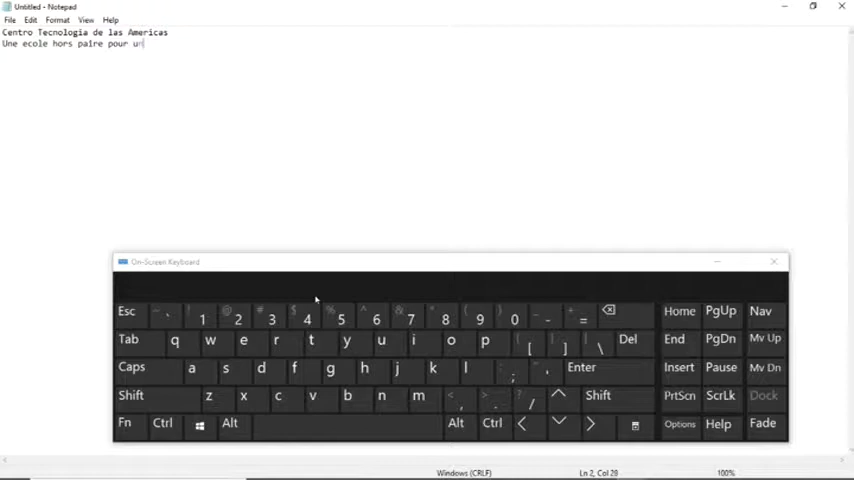 Untitled - Notepad
File Edit Format View Help
Centro Tecnologia de las Americas
Une ecole hors paire pour un
On-Screen Keyboard
Esc ~ ` ! 1 @ 2 # 3 $ 4 % 5 ^ 6 & 7 * 8 ( 9 ) 0 _ - + = Home PgUp Nav
Tab q w e r t y u i o p { [ } ] | \ Del End PgDn Mv Up
Caps a s d f g h j k l : ; " ' Enter Insert Pause Mv Dn
Shift z x c v b n m < , > . ? / Shift PrtScn ScrLk Dock
Fn Ctrl Alt Alt Ctrl Options Help Fade
Windows (CRLF) Ln 2, Col 28 100%